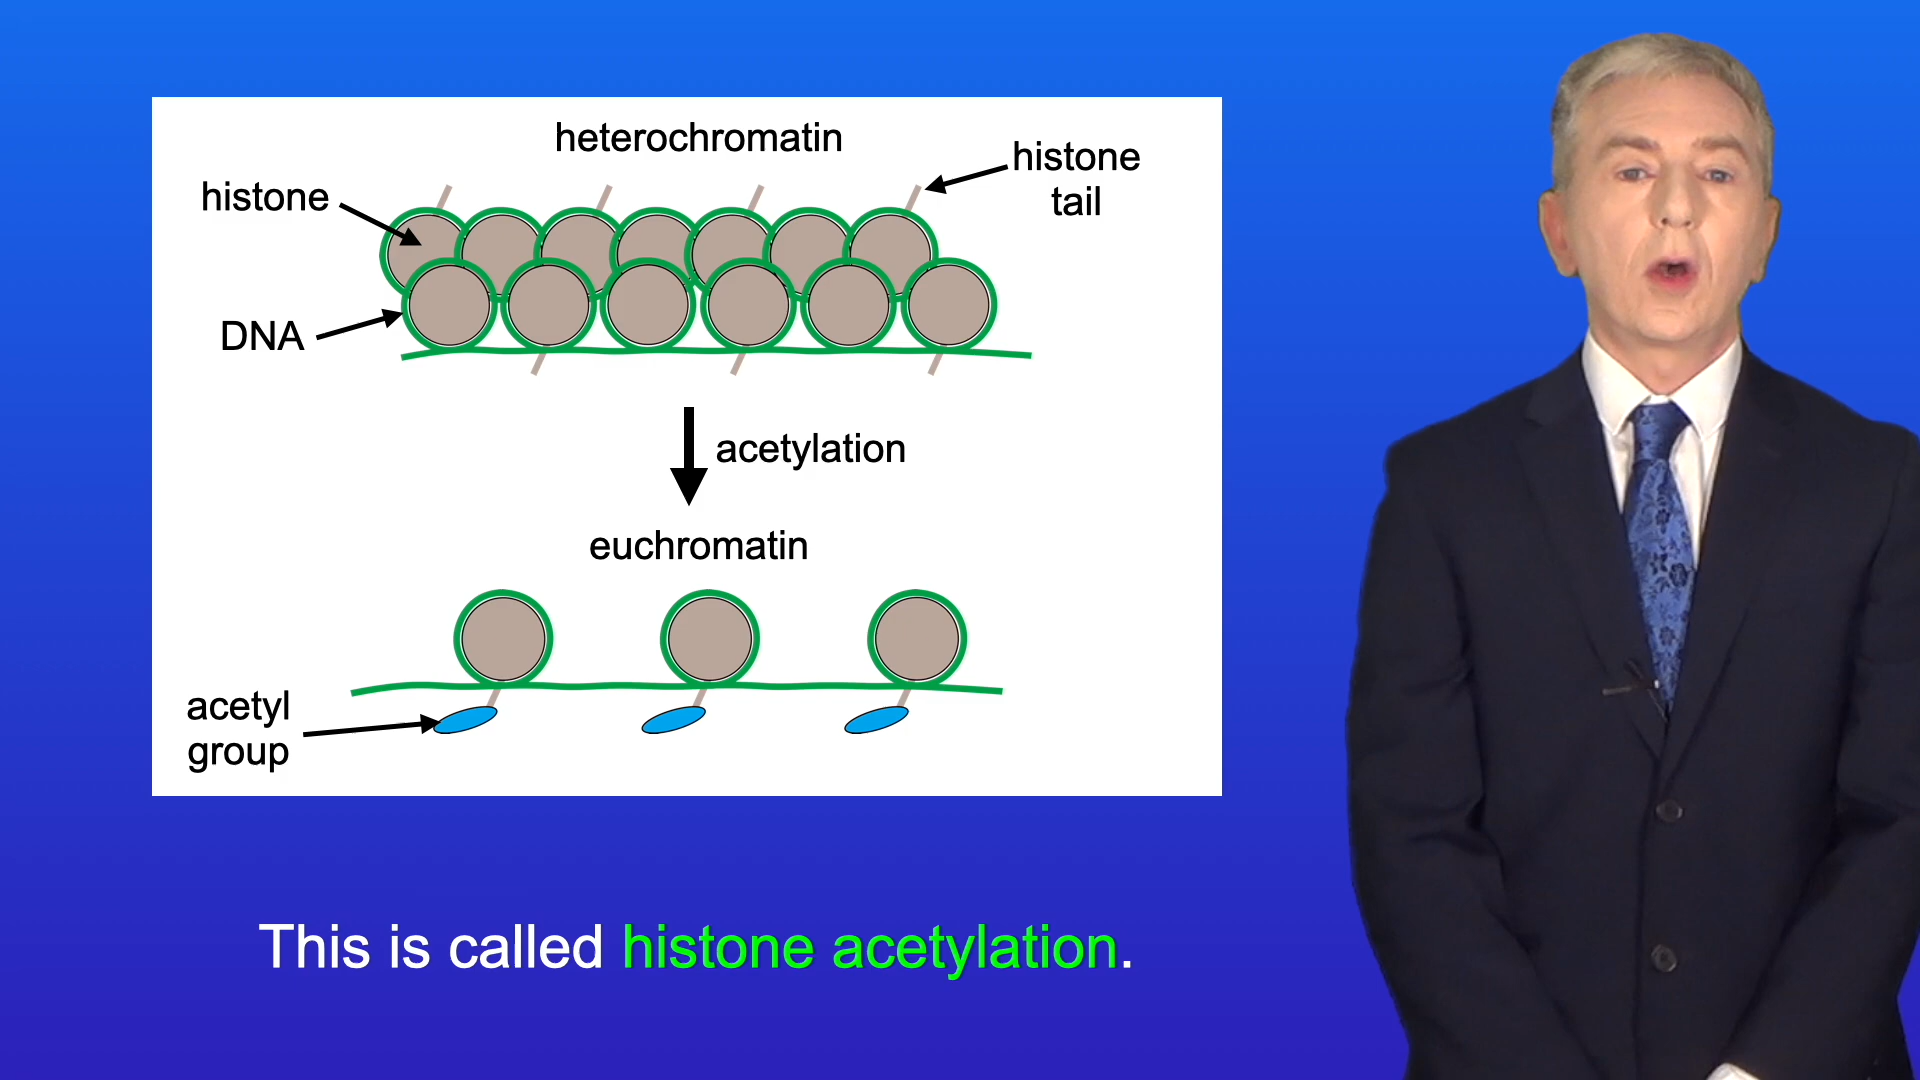 heterochromatin
histone
tail
histone
DNA
acetylation
euchromatin
acetyl
group
This is called histone acetylation.